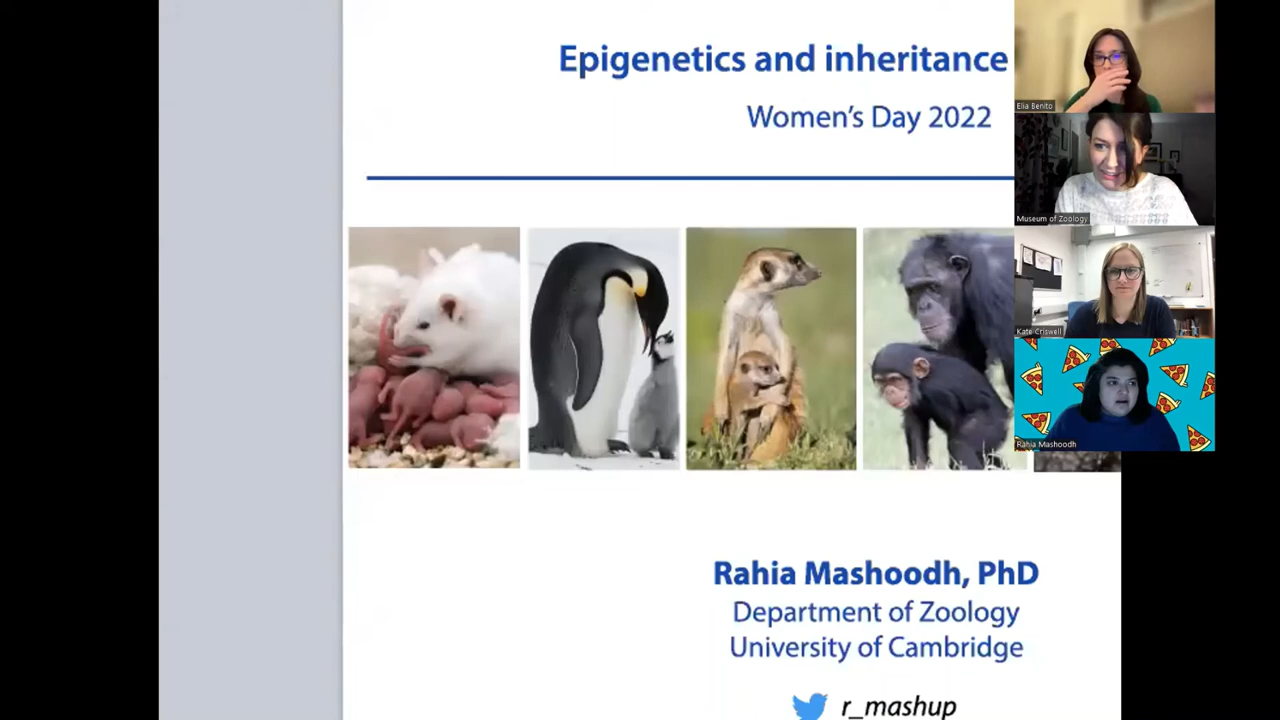 Epigenetics and inheritance
Women's Day 2022
Elia Benito
Museum of Zoology
Kate Criswell
Rahia Mashoodh
Rahia Mashoodh, PhD
Department of Zoology
University of Cambridge
r_mashup